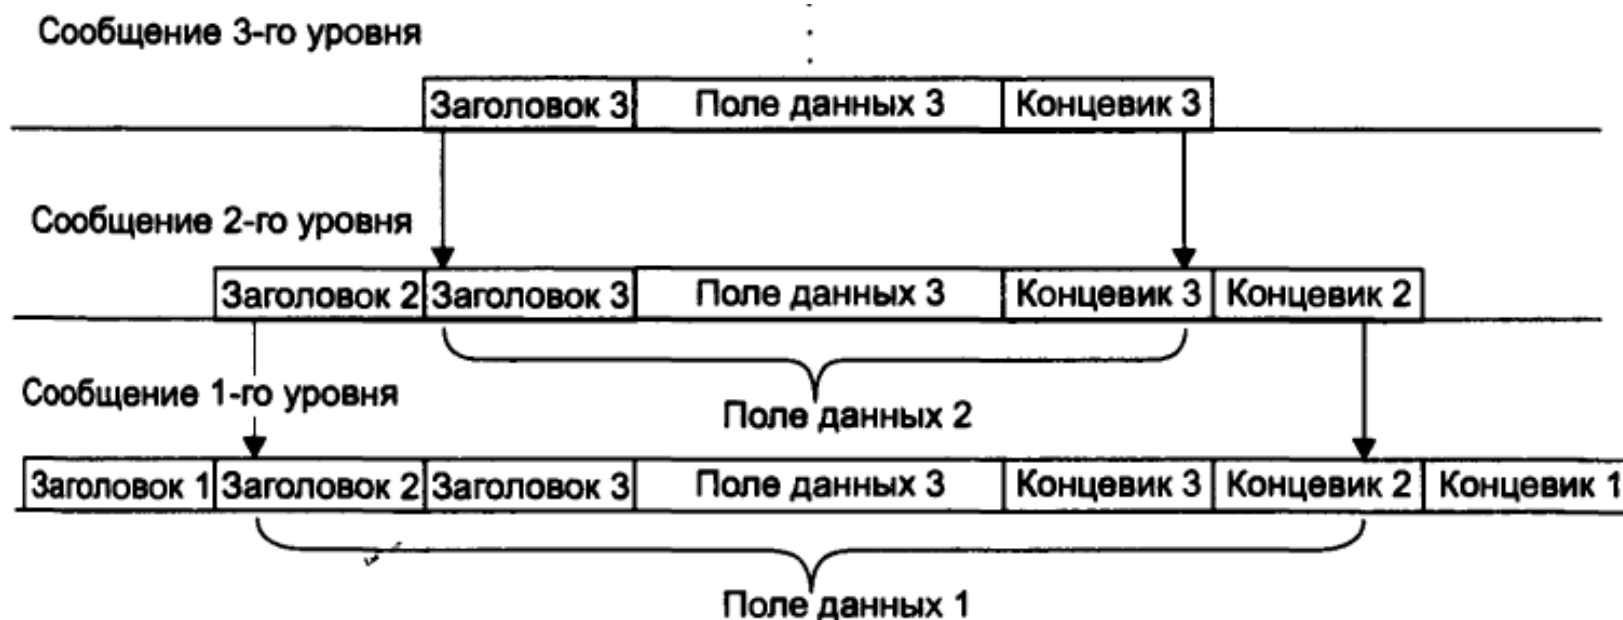 Сообщение 3-го уровня
Заголовок 3 Поле данных 3 Концевик 3
Сообщение 2-го уровня
Заголовок 2 Заголовок 3 Поле данных 3 Концевик 3 Концевик 2
Сообщение 1-го уровня
Поле данных 2
Заголовок 1 Заголовок 2 Заголовок 3 Поле данных 3 Концевик 3 Концевик 2 Концевик 1
Поле данных 1